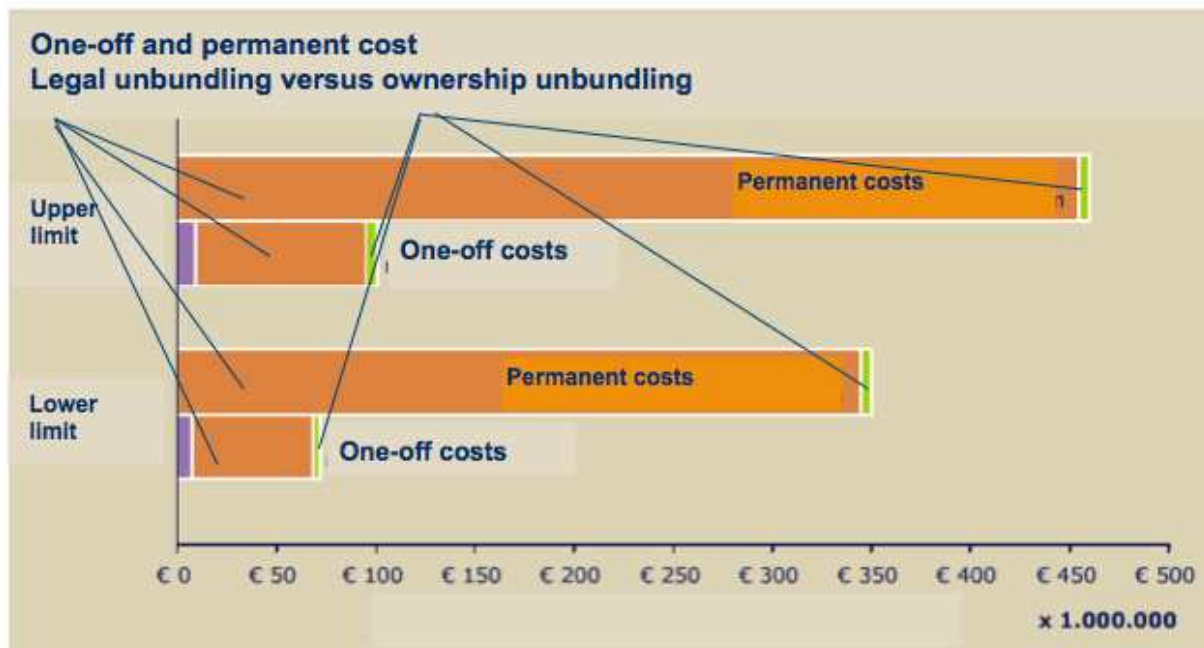 One-off and permanent cost
Legal unbundling versus ownership unbundling
Permanent costs
Upper
limit
One-off costs
Permanent costs
Lower
limit
One-off costs
€ 0 € 50 € 100 € 150 € 200 € 250 € 300 € 350 € 400 € 450 € 500
x 1.000.000